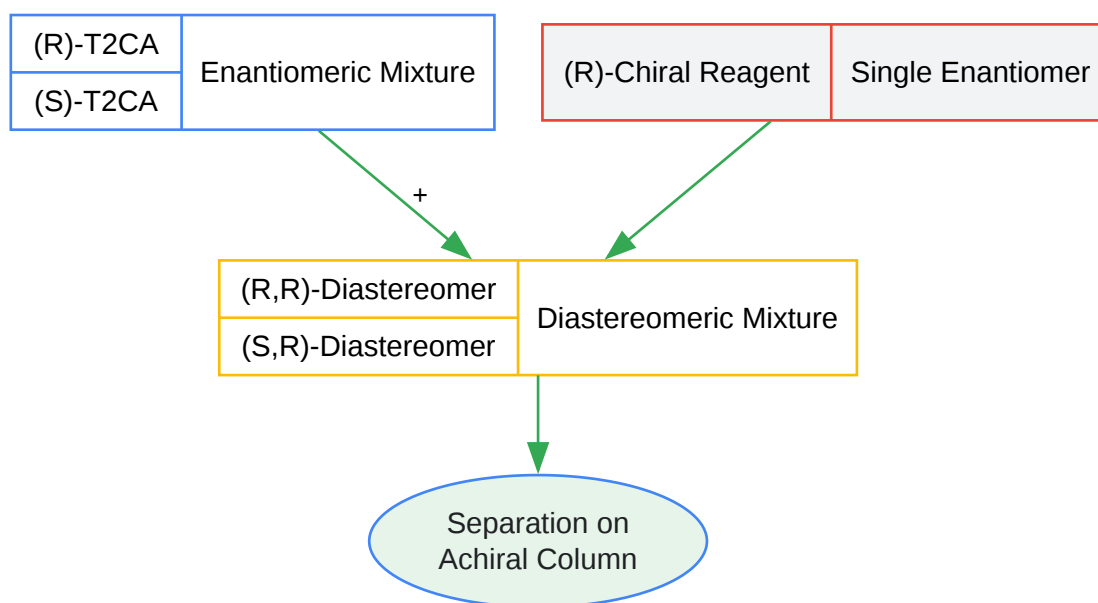 (R)-T2CA
(S)-T2CA
Enantiomeric Mixture
(R)-Chiral Reagent
Single Enantiomer
+
(R,R)-Diastereomer
(S,R)-Diastereomer
Diastereomeric Mixture
Separation on
Achiral Column